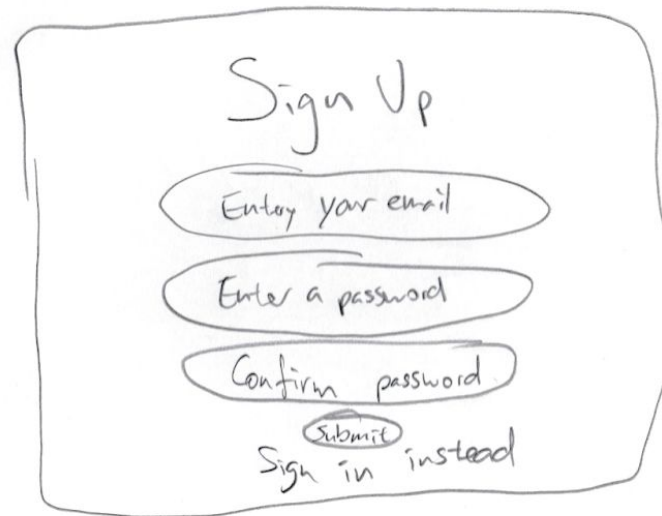 Sign Up
Entery your email
Enter a password
Confirm password
Submit
Sign in instead